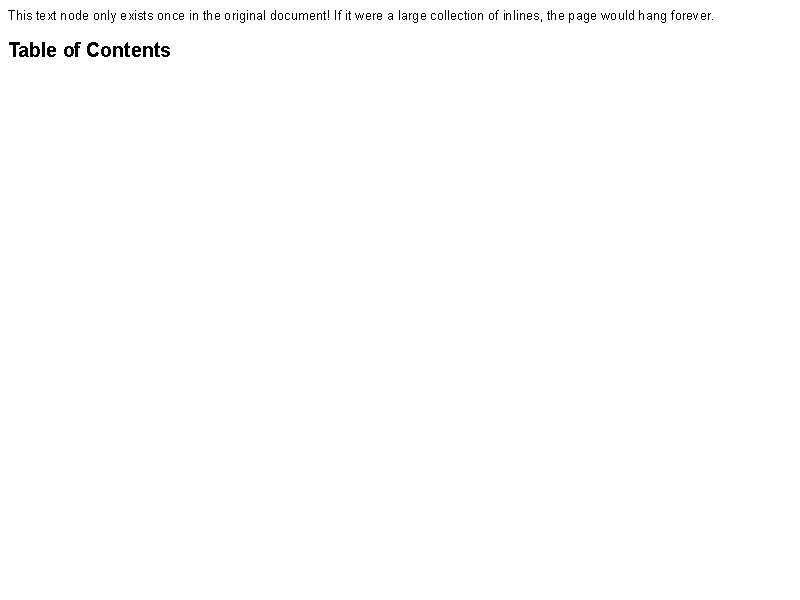 This text node only exists once in the original document! If it were a large collection of inlines, the page would hang forever.
Table of Contents